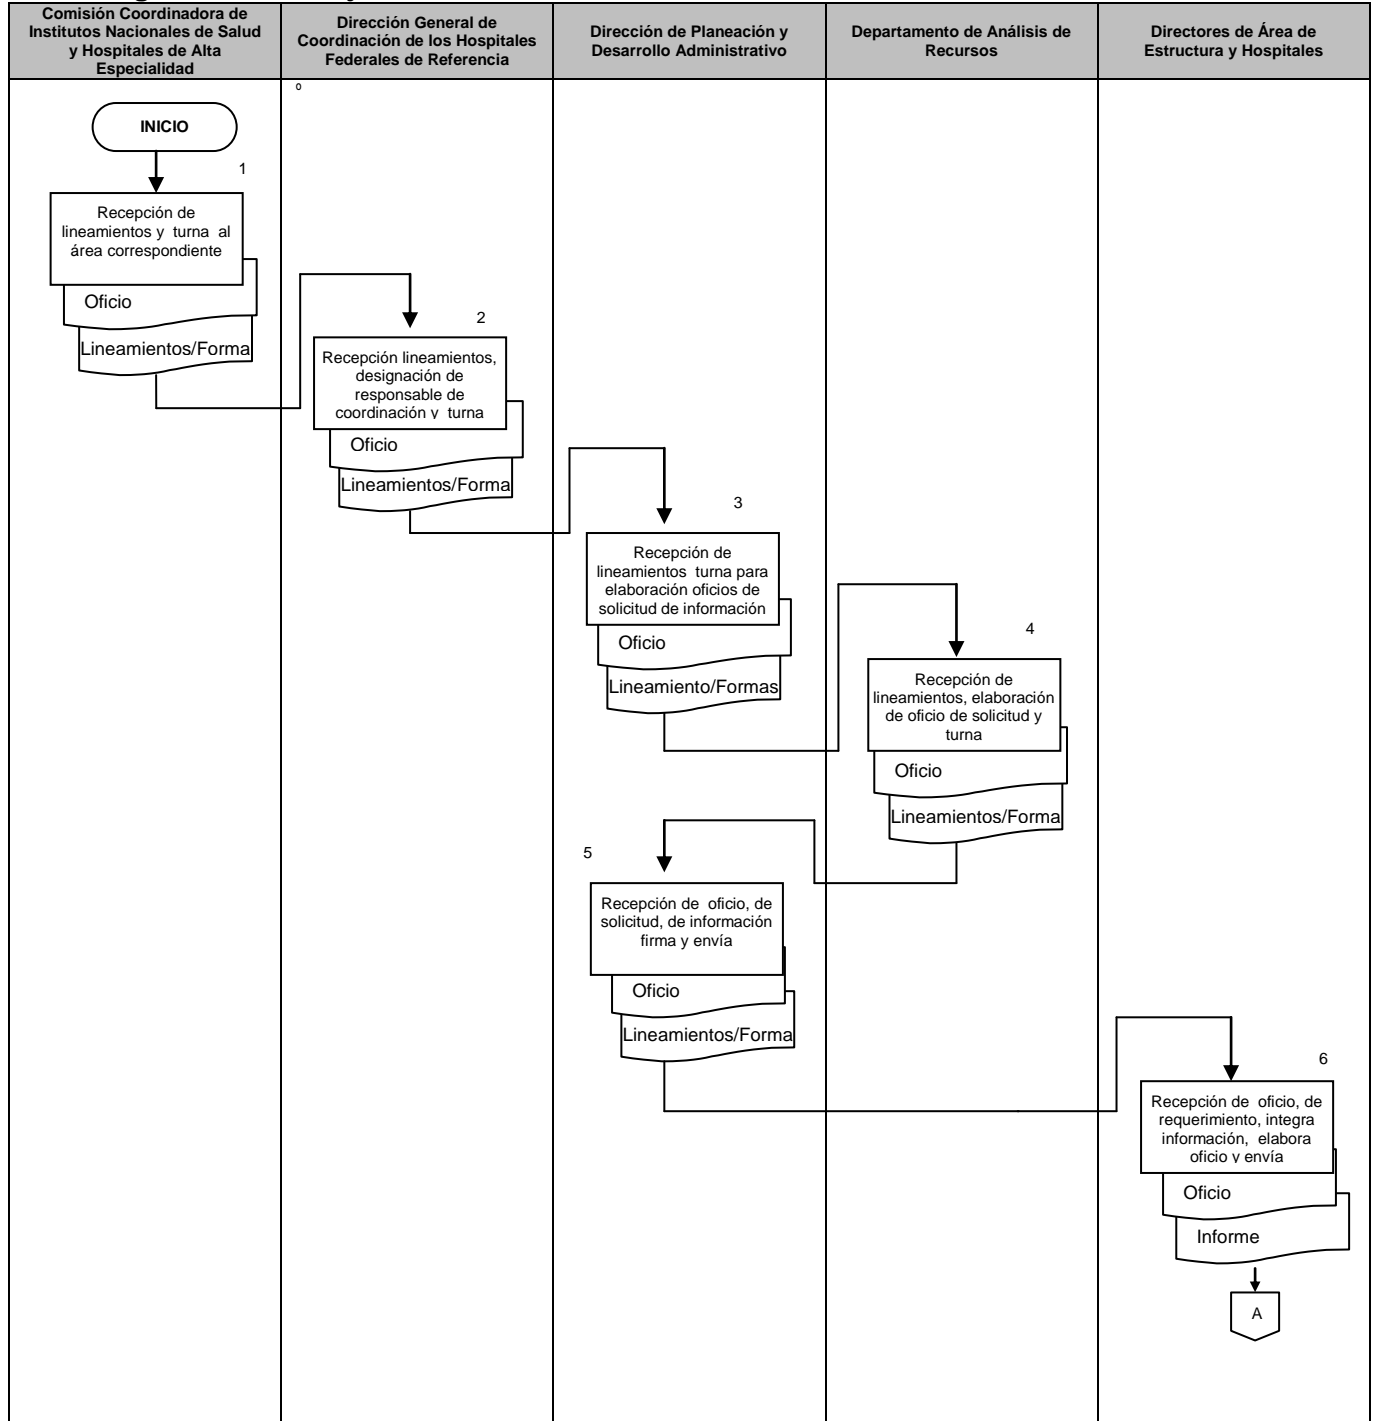 Comisión Coordinadora de
Institutos Nacionales de Salud
y Hospitales de Alta
Especialidad
Dirección General de
Coordinación de los Hospitales
Federales de Referencia
Dirección de Planeación y
Desarrollo Administrativo
Departamento de Análisis de
Recursos
Directores de Área de
Estructura y Hospitales
º
INICIO
1
Recepción de
lineamientos y turna al
área correspondiente
Oficio
Lineamientos/Forma
2
Recepción lineamientos,
designación de
responsable de
coordinación y turna
Oficio
Lineamientos/Forma
3
Recepción de
lineamientos turna para
elaboración oficios de
solicitud de información
Oficio
Lineamiento/Formas
4
Recepción de
lineamientos, elaboración
de oficio de solicitud y
turna
Oficio
Lineamientos/Forma
5
Recepción de oficio, de
solicitud, de información
firma y envía
Oficio
Lineamientos/Forma
6
Recepción de oficio, de
requerimiento, integra
información, elabora
oficio y envía
Oficio
Informe
A